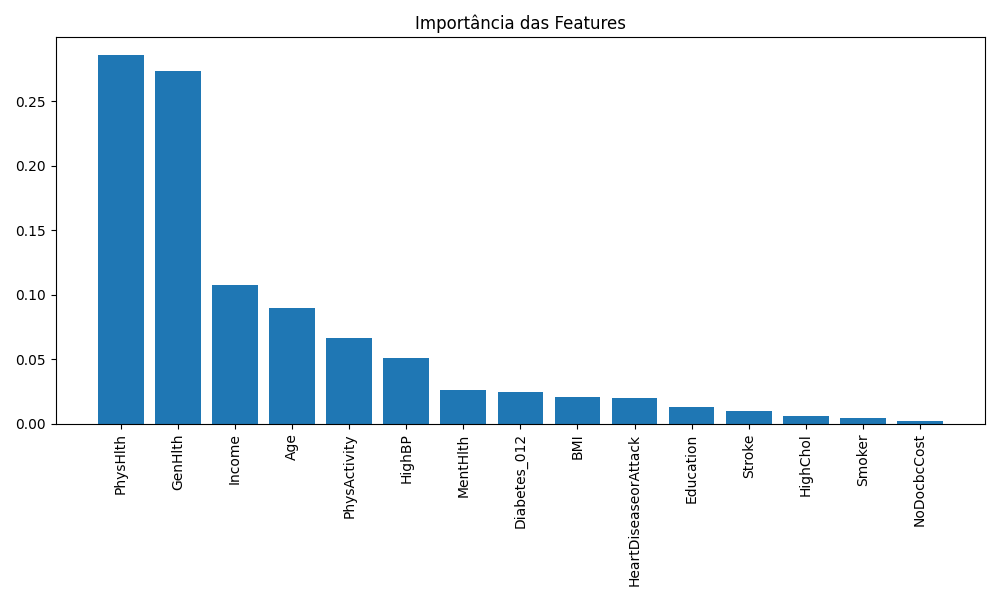 Importância das Features
0.25
0.20
0.15
0.10
0.05
0.00
PhysHlth
GenHlth
Income
Age
PhysActivity
HighBP
MentHlth
Diabetes_012
BMI
HeartDiseaseorAttack
Education
Stroke
HighChol
Smoker
NoDocbcCost